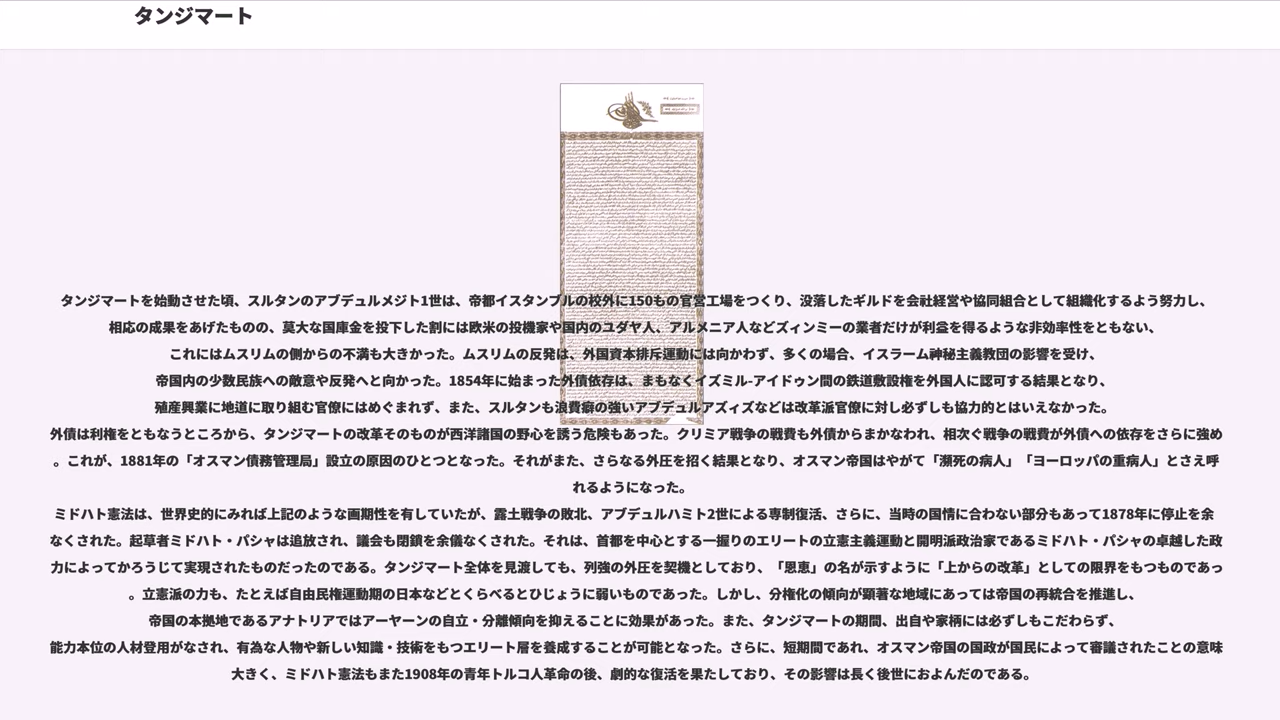 タンジマート
タンジマートを始動させた頃、スルタンのアブデュルメジト1世は、帝都イスタンブルの校外に150もの官営工場をつくり、没落したギルドを会社経営や協同組合として組織化するよう努力し、
相応の成果をあげたものの、莫大な国庫金を投下した割には欧米の投機家や国内のユダヤ人、アルメニア人などズィンミーの業者だけが利益を得るような非効率性をともない、
これにはムスリムの側からの不満も大きかった。ムスリムの反発は、外国資本排斥運動には向かわず、多くの場合、イスラーム神秘主義教団の影響を受け、
帝国内の少数民族への敵意や反発へと向かった。1854年に始まった外債依存は、まもなくイズミル-アイドゥン間の鉄道敷設権を外国人に認可する結果となり、
殖産興業に地道に取り組む官僚にはめぐまれず、また、スルタンも浪費癖の強いアブデュルアズィズなどは改革派官僚に対し必ずしも協力的とはいえなかった。
外債は利権をともなうところから、タンジマートの改革そのものが西洋諸国の野心を誘う危険もあった。クリミア戦争の戦費も外債からまかなわれ、相次ぐ戦争の戦費が外債への依存をさらに強め
。これが、1881年の「オスマン債務管理局」設立の原因のひとつとなった。それがまた、さらなる外圧を招く結果となり、オスマン帝国はやがて「瀕死の病人」「ヨーロッパの重病人」とさえ呼
れるようになった。
ミドハト憲法は、世界史的にみれば上記のような画期性を有していたが、露土戦争の敗北、アブデュルハミト2世による専制復活、さらに、当時の国情に合わない部分もあって1878年に停止を余
なくされた。起草者ミドハト・パシャは追放され、議会も閉鎖を余儀なくされた。それは、首都を中心とする一握りのエリートの立憲主義運動と開明派政治家であるミドハト・パシャの卓越した政
力によってかろうじて実現されたものだったのである。タンジマート全体を見渡しても、列強の外圧を契機としており、「恩恵」の名が示すように「上からの改革」としての限界をもつものであっ
。立憲派の力も、たとえば自由民権運動期の日本などとくらべるとひじょうに弱いものであった。しかし、分権化の傾向が顕著な地域にあっては帝国の再統合を推進し、
帝国の本拠地であるアナトリアではアーヤーンの自立・分離傾向を抑えることに効果があった。また、タンジマートの期間、出自や家柄には必ずしもこだわらず、
能力本位の人材登用がなされ、有為な人物や新しい知識・技術をもつエリート層を養成することが可能となった。さらに、短期間であれ、オスマン帝国の国政が国民によって審議されたことの意味
大きく、ミドハト憲法もまた1908年の青年トルコ人革命の後、劇的な復活を果たしており、その影響は長く後世におよんだのである。